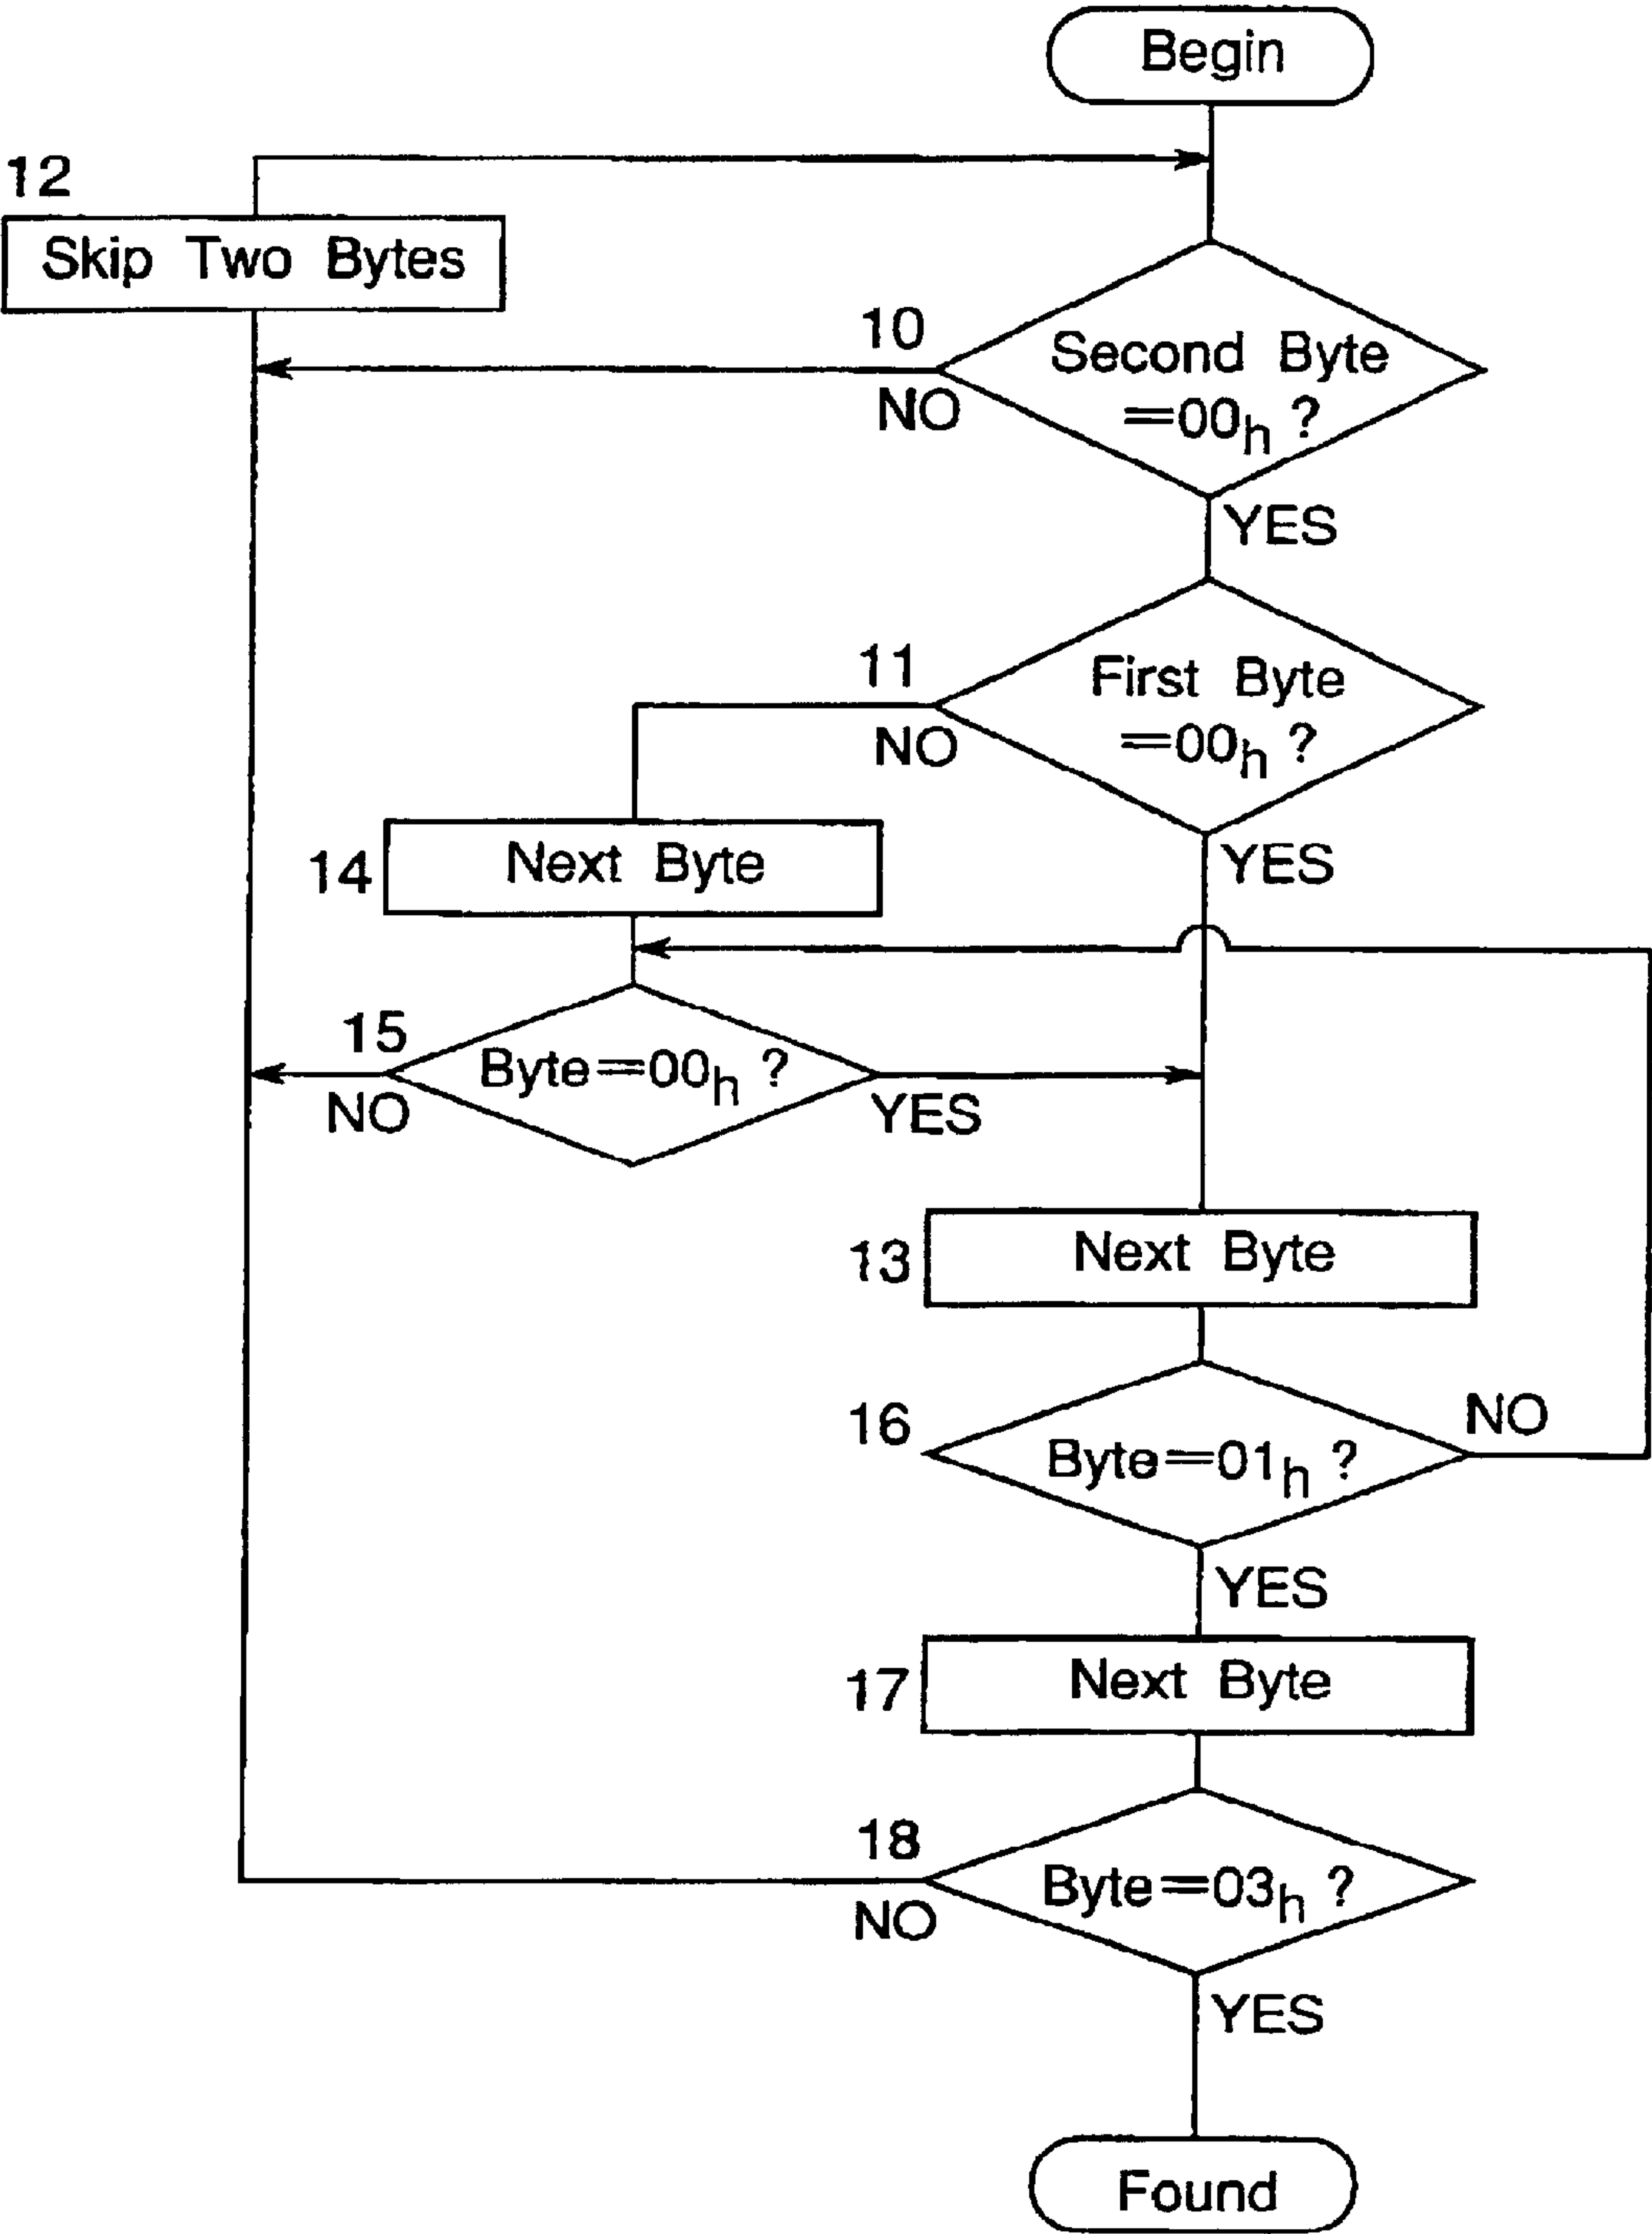 Begin
12
Skip Two Bytes
10
Second Byte
=00h ?
NO
YES
11
First Byte
=00h ?
NO
YES
14
Next Byte
15
Byte=00h ?
NO
YES
13
Next Byte
16
Byte=01h ?
NO
YES
17
Next Byte
18
Byte=03h ?
NO
YES
Found